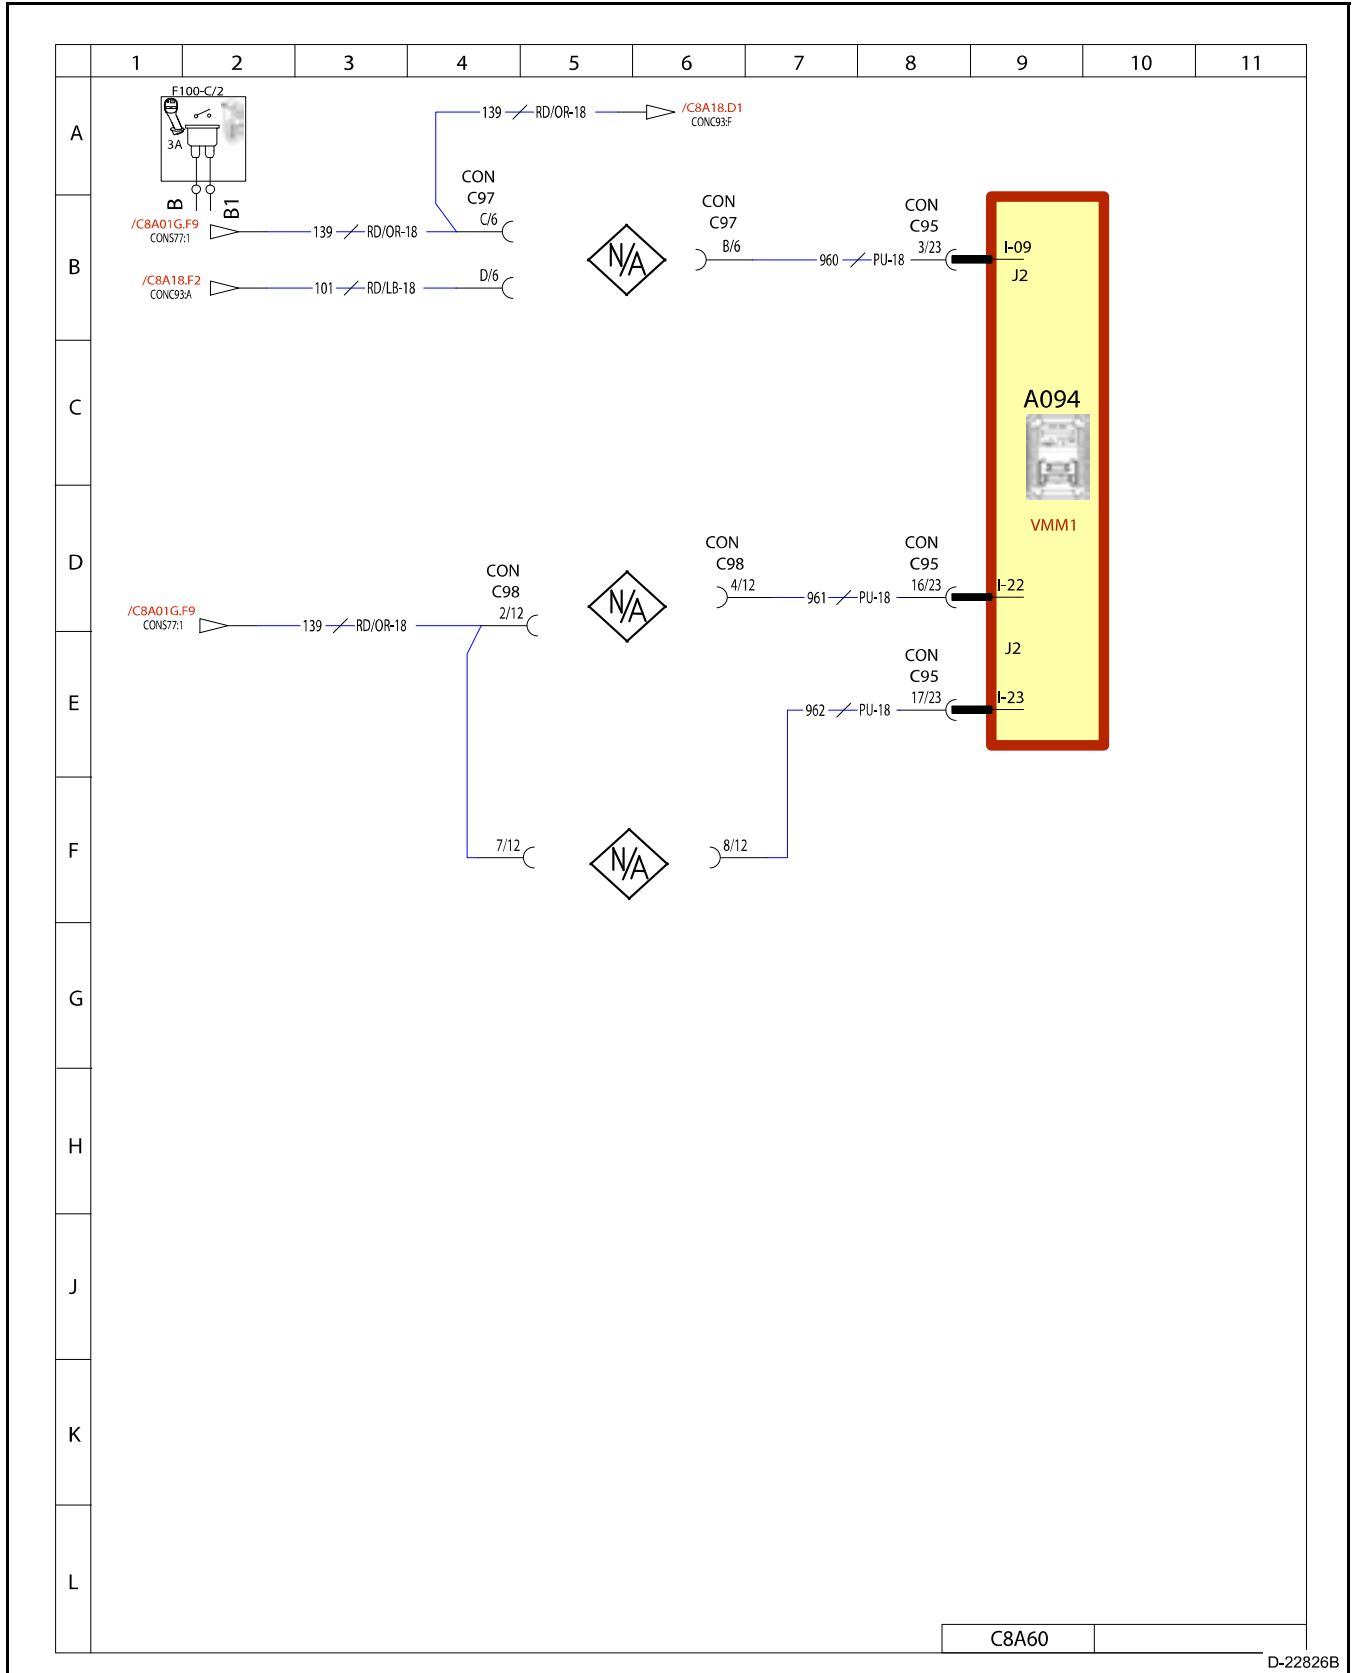 1 2 3 4 5 6 7 8 9 10 11
A
F100-C/2
3A
B
B1
139 RD/OR-18
/C8A18.D1
CONC93:F
CON
C97
C/6
/C8A01G.F9
CONS77:1
139 RD/OR-18
B
/C8A18.F2
CONC93:A
101 RD/LB-18
D/6
N/A
CON
C97
B/6
960 PU-18
CON
C95
3/23
I-09
J2
C
A094
VMM1
D
CON
C98
2/12
/C8A01G.F9
CONS77:1
139 RD/OR-18
N/A
CON
C98
4/12
961 PU-18
CON
C95
16/23
I-22
J2
E
CON
C95
17/23
962 PU-18
I-23
F
7/12
N/A
8/12
G
H
J
K
L
C8A60
D-22826B